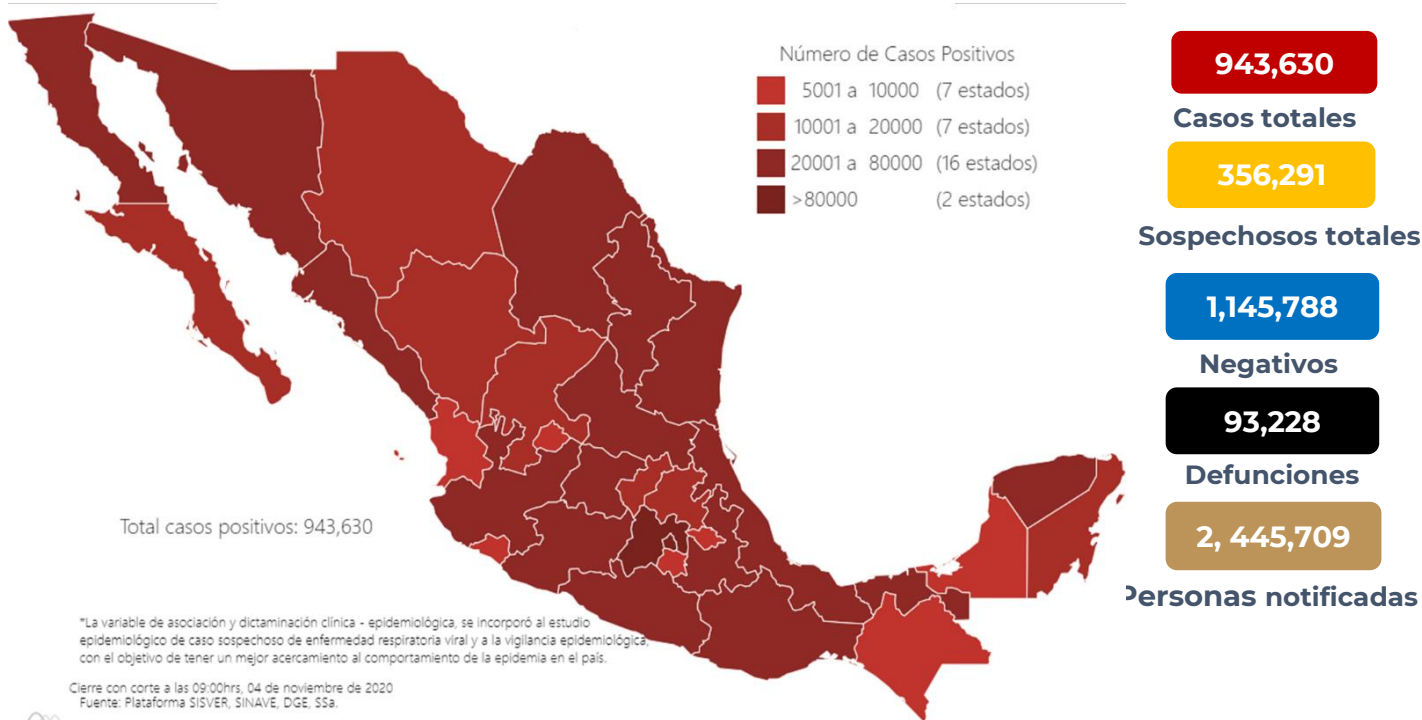 Número de Casos Positivos
5001 a 10000 (7 estados)
10001 a 20000 (7 estados)
20001 a 80000 (16 estados)
>80000 (2 estados)
943,630
Casos totales
356,291
Sospechosos totales
1,145,788
Negativos
93,228
Defunciones
2, 445,709
Personas notificadas
Total casos positivos: 943,630
*La variable de asociación y dictaminación clínica - epidemiológica, se incorporó al estudio
epidemiológico de caso sospechoso de enfermedad respiratoria viral y a la vigilancia epidemiológica,
con el objetivo de tener un mejor acercamiento al comportamiento de la epidemia en el país.
Cierre con corte a las 09:00hrs, 04 de noviembre de 2020
Fuente: Plataforma SISVER, SINAVE, DGE, SSa.